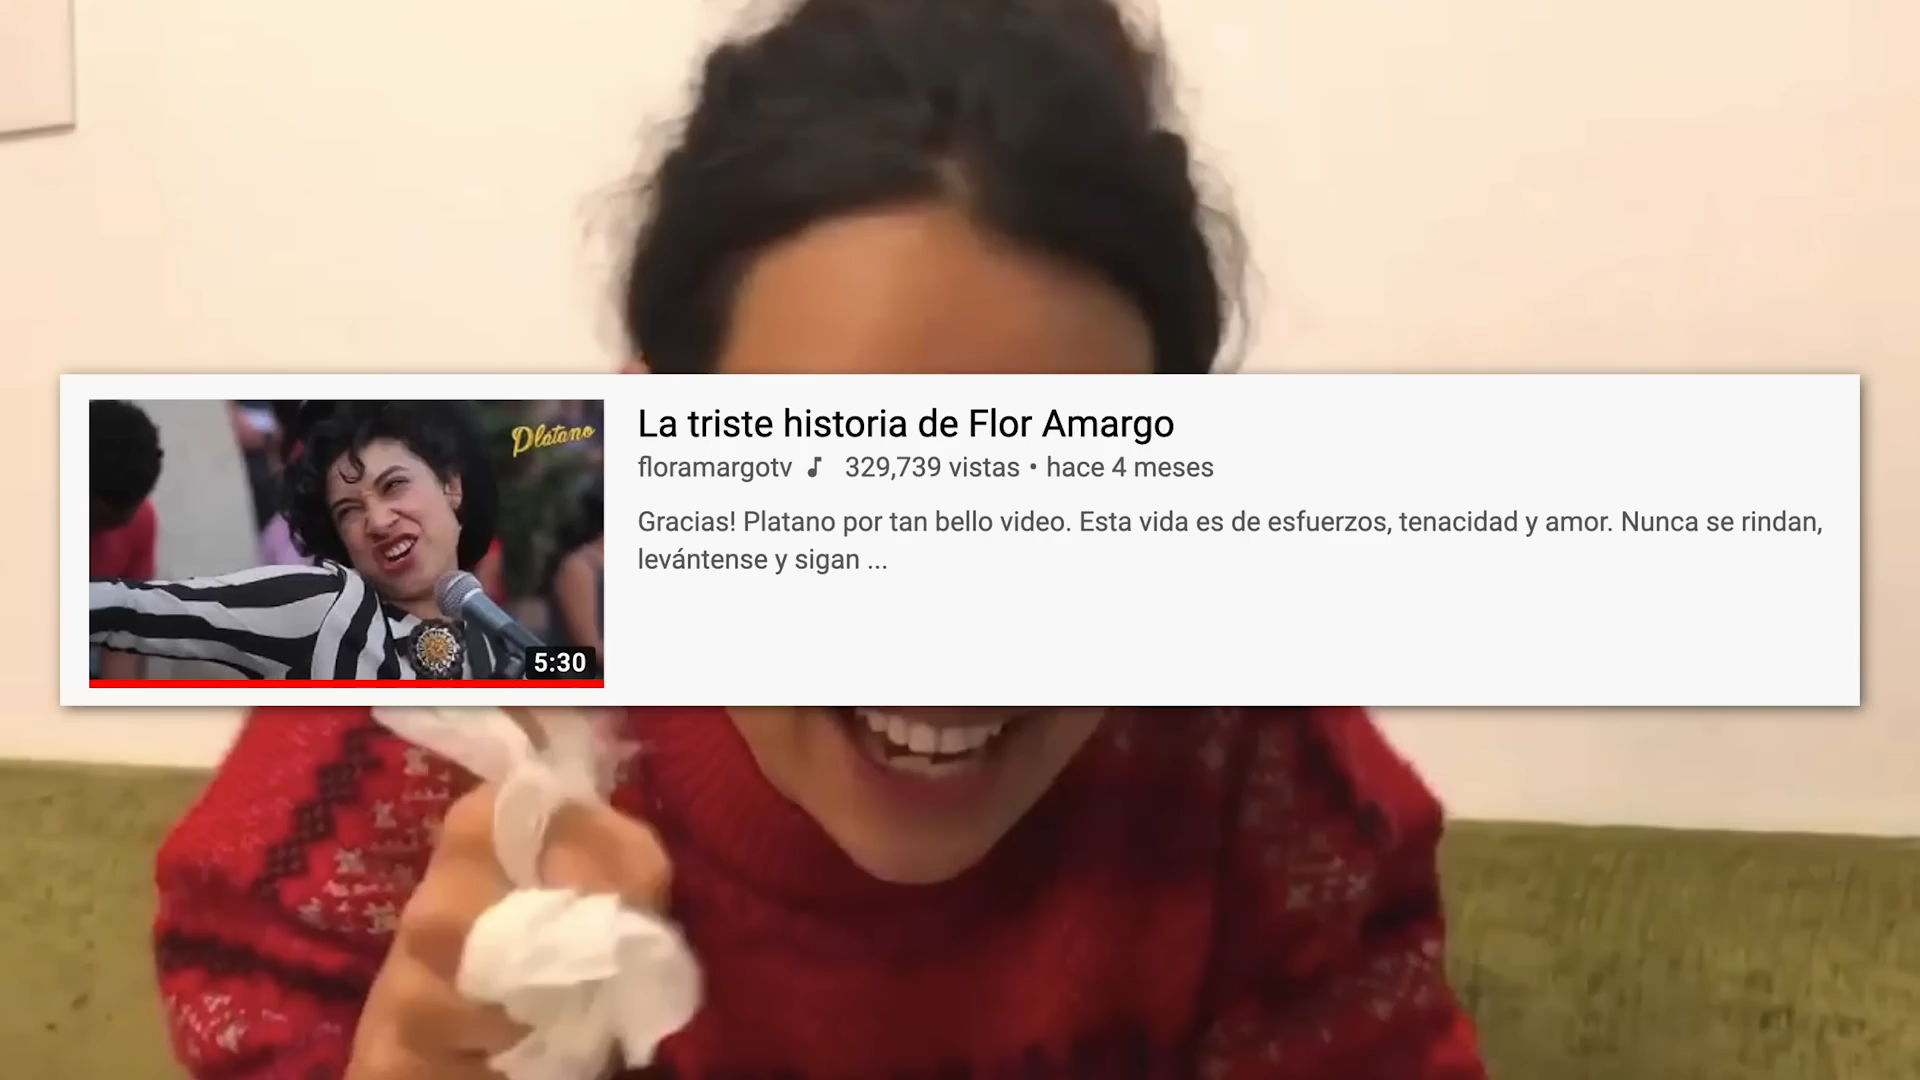 Platano
5:30
La triste historia de Flor Amargo
floramargotv 329,739 vistas • hace 4 meses
Gracias! Platano por tan bello video. Esta vida es de esfuerzos, tenacidad y amor. Nunca se rindan,
levántense y sigan ...